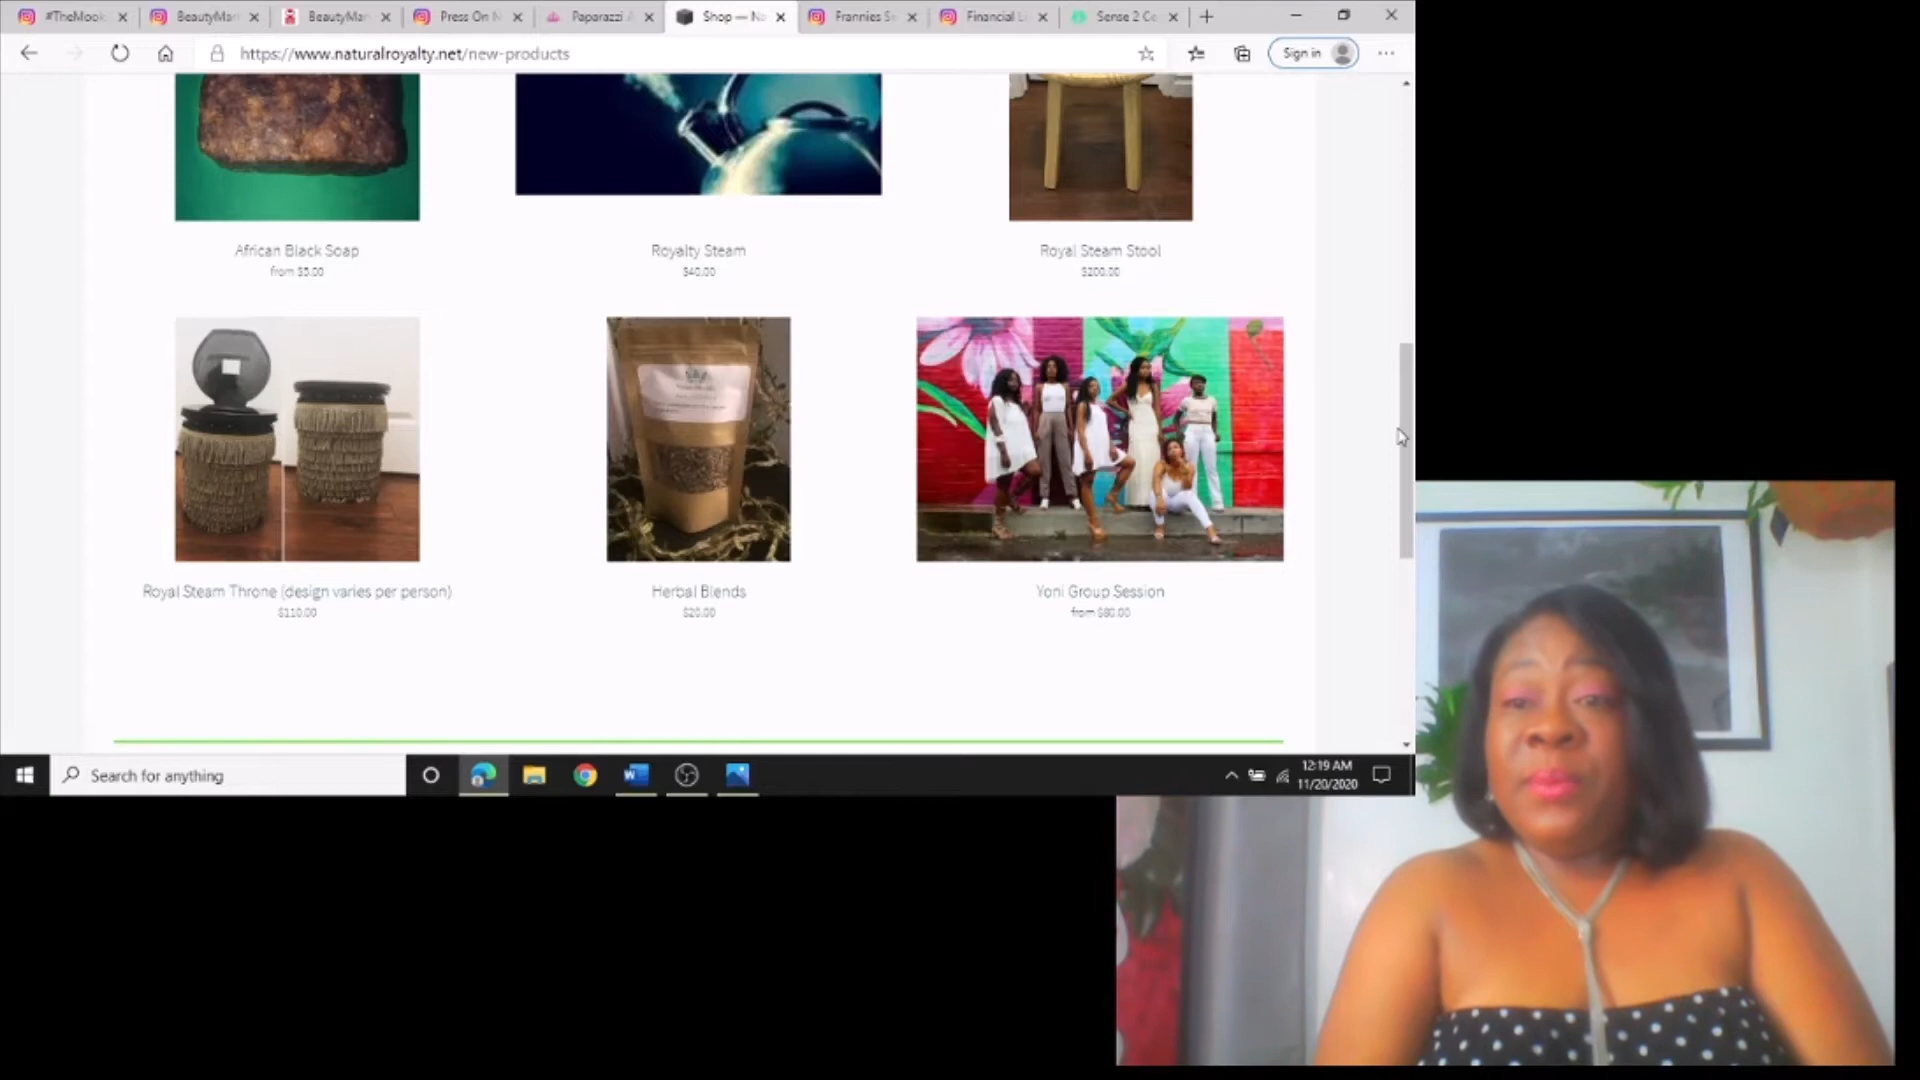 #TheMook
BeautyMar
BeautyMar
Press On N
Paparazzi A
Shop — Na
Frannies S
Financial L
Sense 2 Ce
https://www.naturalroyalty.net/new-products
Sign in
African Black Soap
from $5.00
Royalty Steam
$40.00
Royal Steam Stool
$200.00
Royal Steam Throne (design varies per person)
$110.00
Herbal Blends
$20.00
Yoni Group Session
from $80.00
Search for anything
12:19 AM
11/20/2020